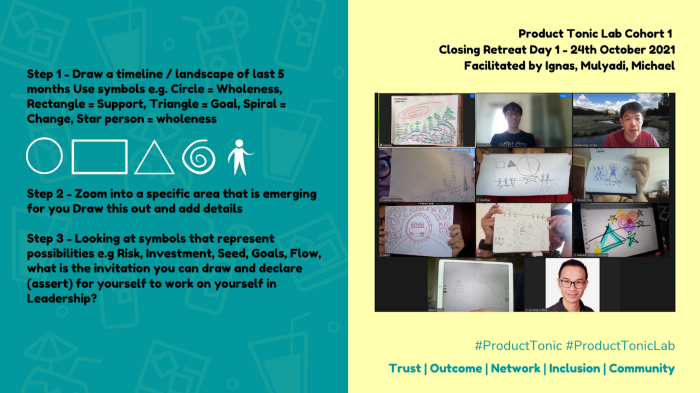 Step 1 - Draw a timeline / landscape of last 5
months Use symbols e.g. Circle = Wholeness,
Rectangle = Support, Triangle = Goal, Spiral =
Change, Star person = wholeness
Step 2 - Zoom into a specific area that is emerging
for you Draw this out and add details
Step 3 - Looking at symbols that represent
possibilities e.g Risk, Investment, Seed, Goals, Flow,
what is the invitation you can draw and declare
(assert) for yourself to work on yourself in
Leadership?
Product Tonic Lab Cohort 1
Closing Retreat Day 1 - 24th October 2021
Facilitated by Ignas, Mulyadi, Michael
#ProductTonic #ProductTonicLab
Trust | Outcome | Network | Inclusion | Community